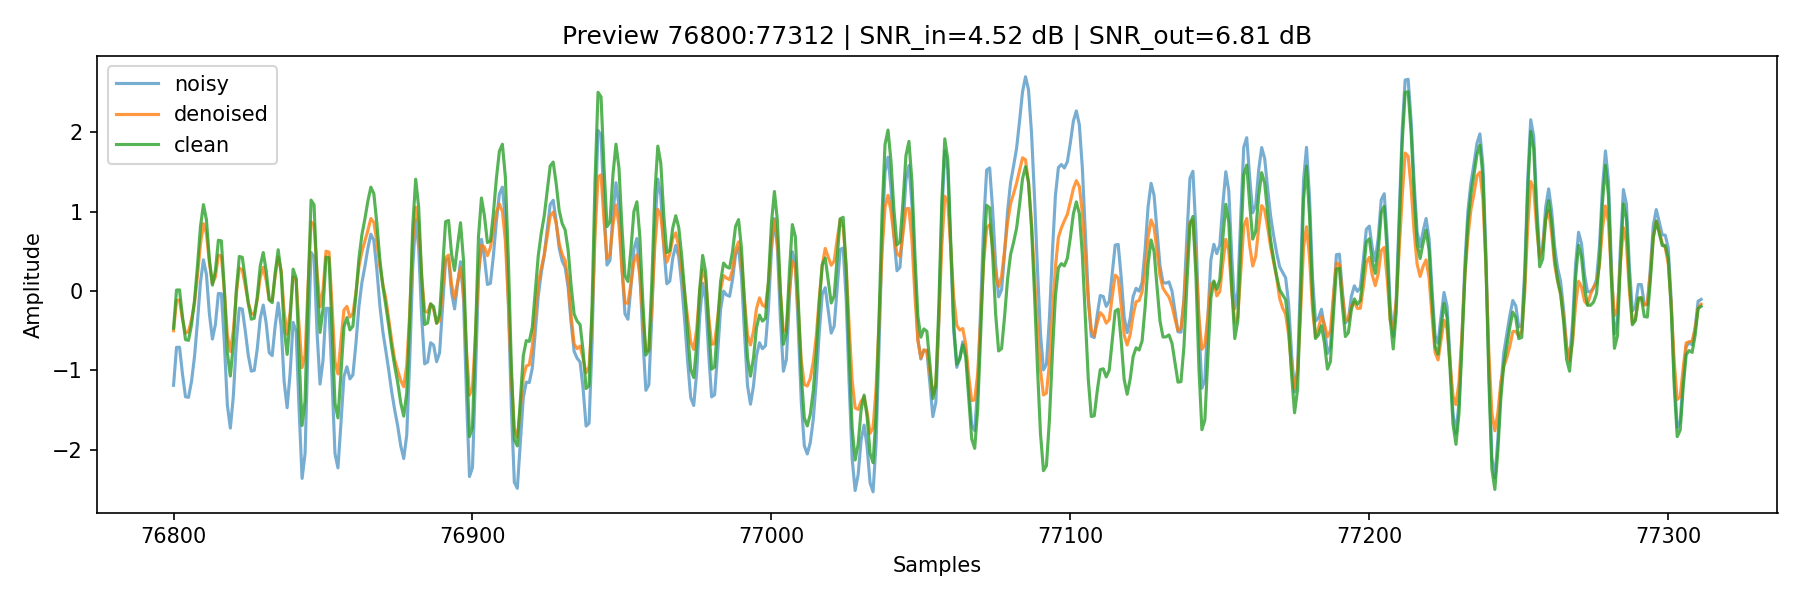 Preview 76800:77312 | SNR_in=4.52 dB | SNR_out=6.81 dB
noisy
denoised
clean
Amplitude
2
1
0
−1
−2
76800 76900 77000 77100 77200 77300
Samples